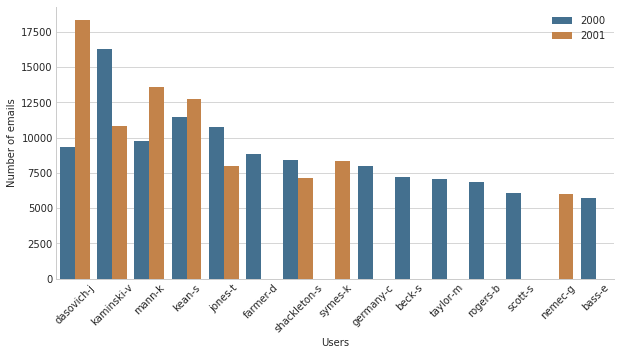 2000
2001
17500
15000
12500
10000
7500
5000
2500
0
Number of emails
dasovich-j
kaminski-v
mann-k
kean-s
jones-t
farmer-d
shackleton-s
symes-k
germany-c
beck-s
taylor-m
rogers-b
scott-s
nemec-g
bass-e
Users